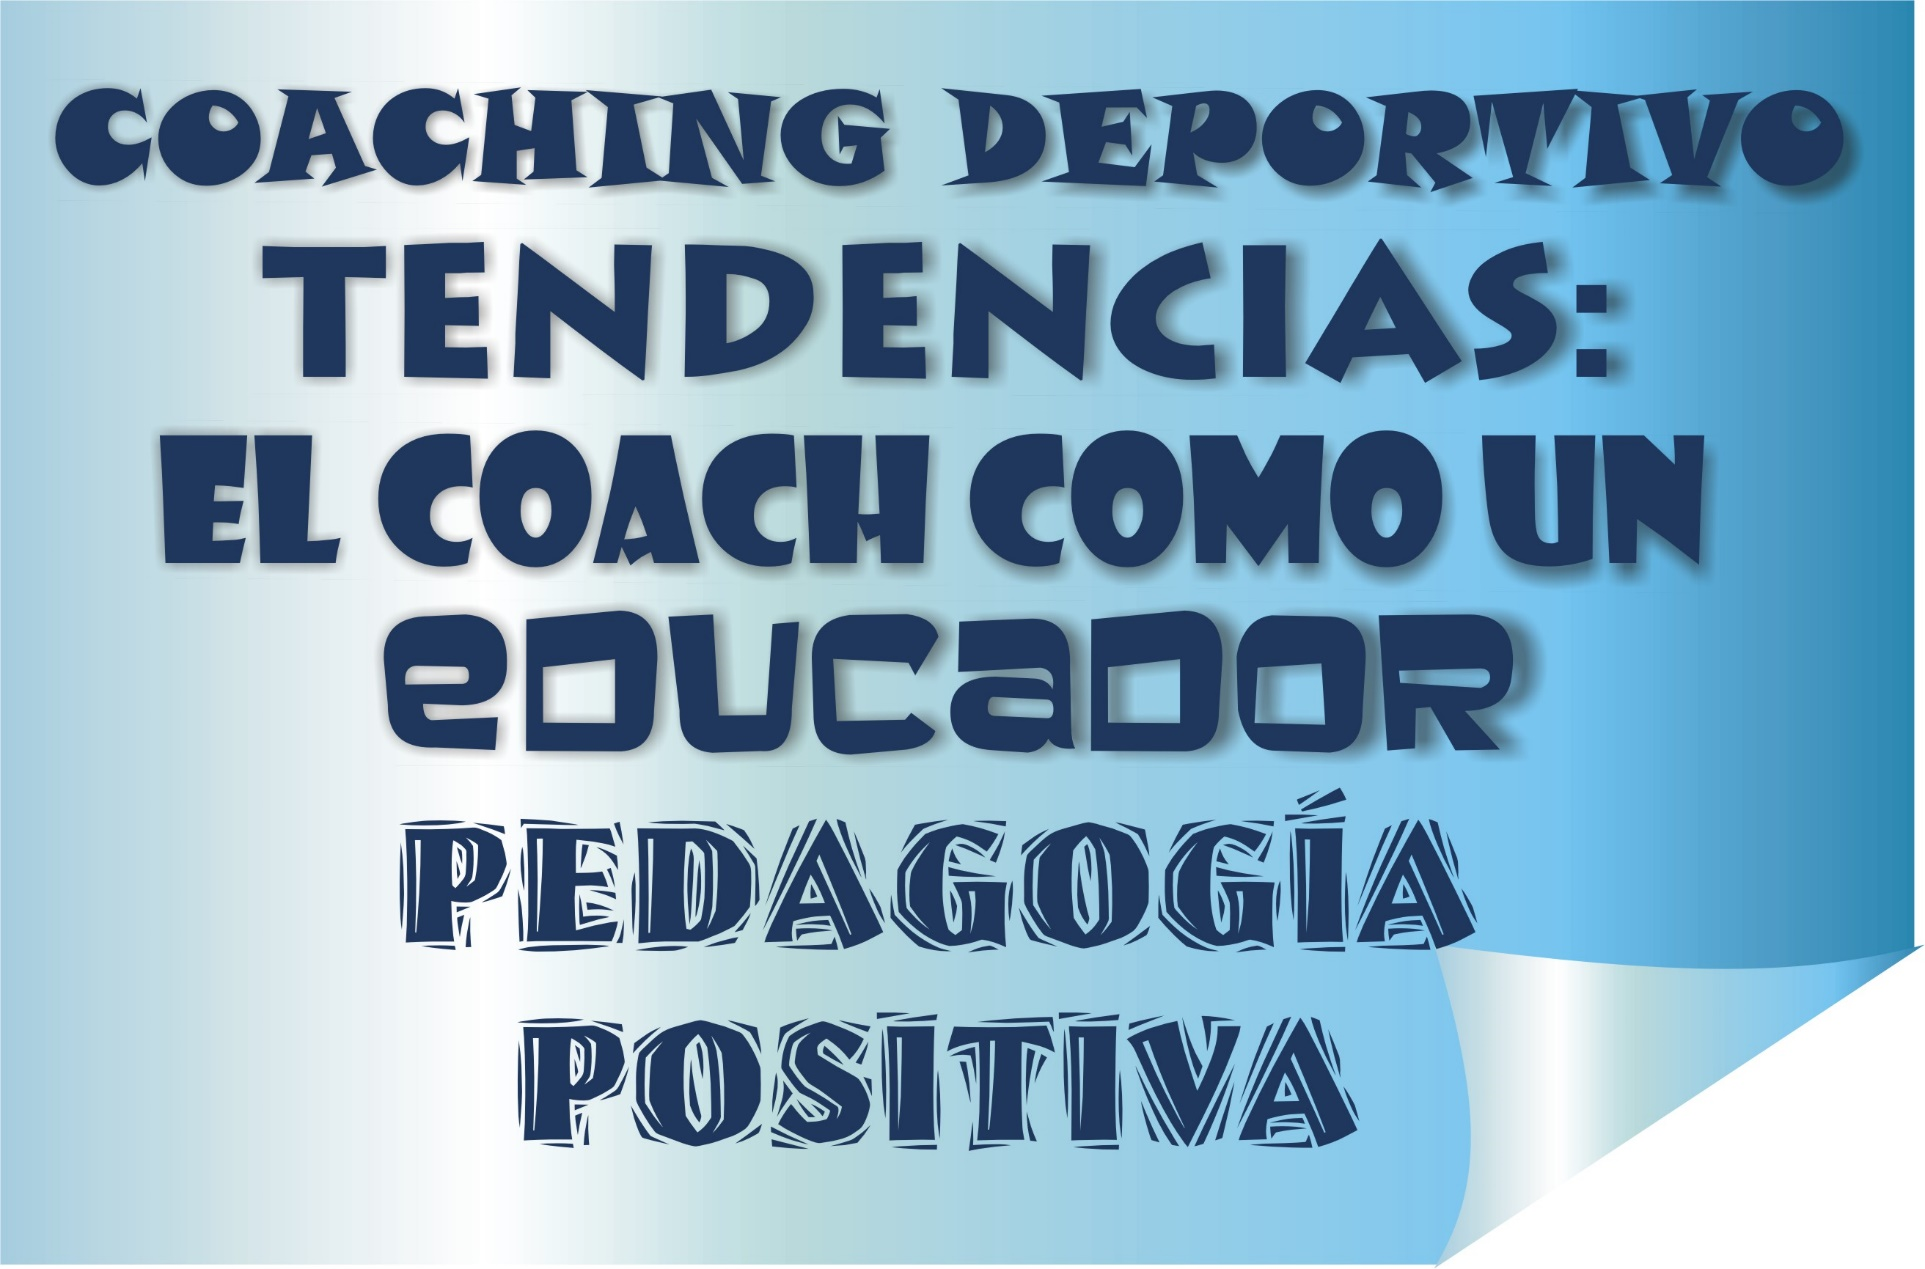 COACHING DEPORTIVO
TENDENCIAS:
EL COACH COMO UN
eDUCaDOR
PEDAGOGÍA
POSITIVA